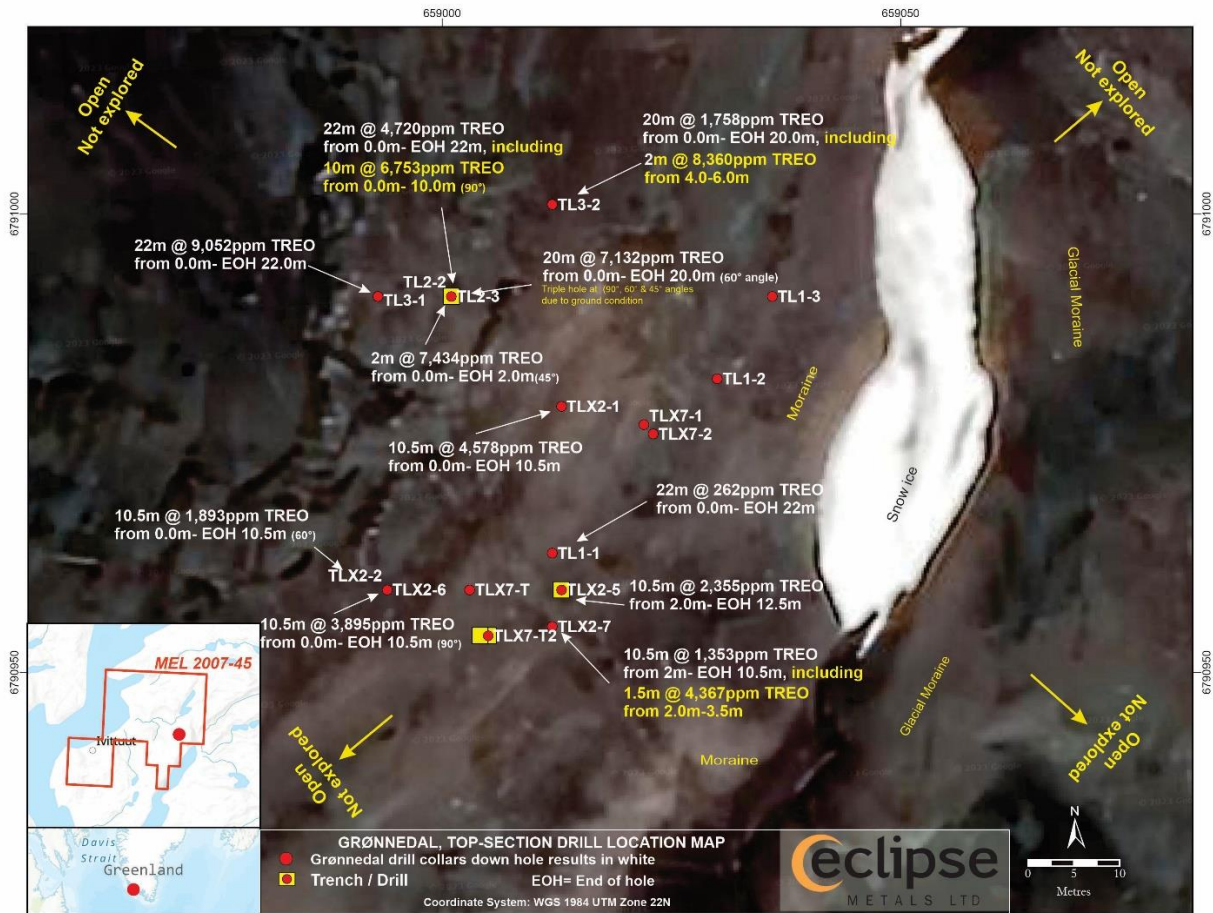 659000
659050
Open
Not explored
Open
Not explored
22m @ 4,720ppm TREO
from 0.0m- EOH 22m, including
10m @ 6,753ppm TREO
from 0.0m- 10.0m (90°)
20m @ 1,758ppm TREO
from 0.0m- EOH 20.0m, including
2m @ 8,360ppm TREO
from 4.0-6.0m
TL3-2
6791000
6791000
22m @ 9,052ppm TREO
from 0.0m- EOH 22.0m
20m @ 7,132ppm TREO
from 0.0m- EOH 20.0m (60° angle)
Triple hole at (90°, 60° & 45° angles
due to ground condition
TL2-2
TL3-1
TL2-3
TL1-3
Glacial Moraine
2m @ 7,434ppm TREO
from 0.0m- EOH 2.0m(45°)
TL1-2
Moraine
TLX2-1
TLX7-1
TLX7-2
10.5m @ 4,578ppm TREO
from 0.0m- EOH 10.5m
Snow ice
22m @ 262ppm TREO
from 0.0m- EOH 22m
10.5m @ 1,893ppm TREO
from 0.0m- EOH 10.5m (60°)
TL1-1
TLX2-2
TLX2-6
TLX7-T
TLX2-5
10.5m @ 2,355ppm TREO
from 2.0m- EOH 12.5m
10.5m @ 3,895ppm TREO
from 0.0m- EOH 10.5m (90°)
TLX2-7
TLX7-T2
10.5m @ 1,353ppm TREO
from 2m- EOH 10.5m, including
1.5m @ 4,367ppm TREO
from 2.0m-3.5m
6790950
6790950
Glacial Moraine
Moraine
Open
Not explored
Open
Not explored
MEL 2007-45
Ivittuut
Davis
Strait
Greenland
GRØNNEDAL, TOP-SECTION DRILL LOCATION MAP
Grønnedal drill collars down hole results in white
Trench / Drill
EOH= End of hole
Coordinate System: WGS 1984 UTM Zone 22N
eclipse
METALS LTD
N
0
5
10
Metres